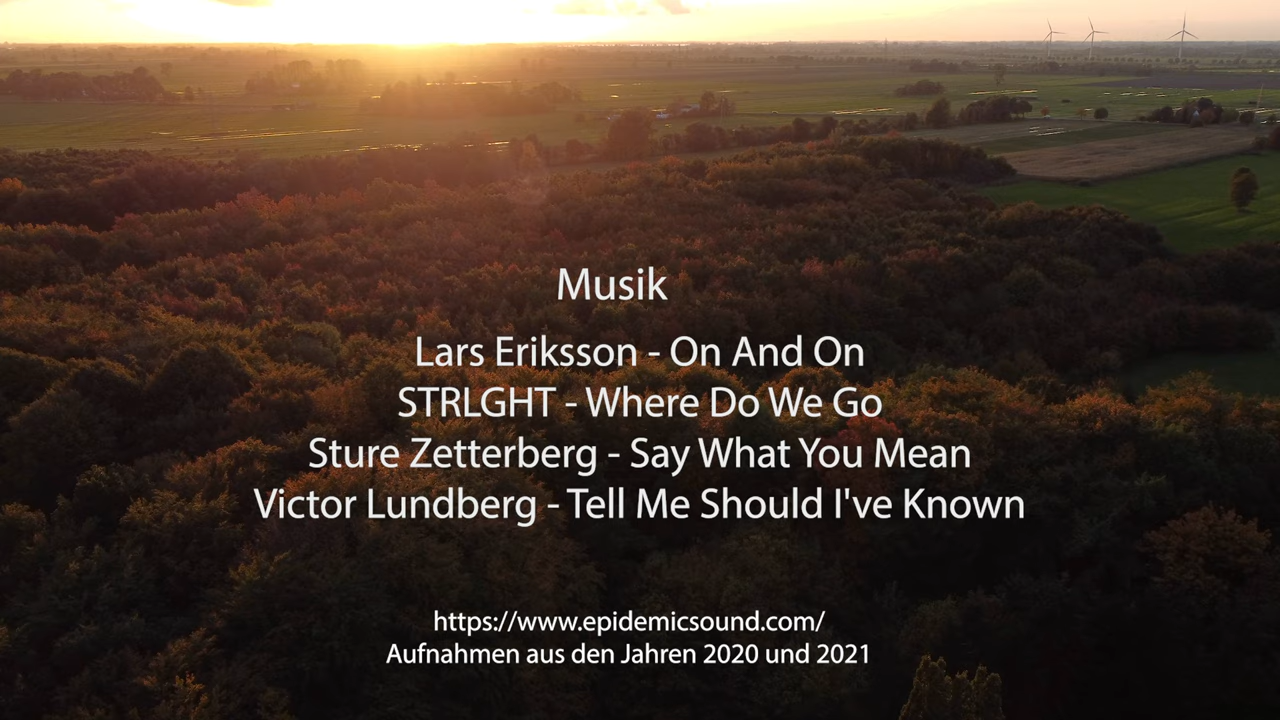 Musik
Lars Eriksson - On And On
STRLGHT - Where Do We Go
Sture Zetterberg - Say What You Mean
Victor Lundberg - Tell Me Should I've Known
https://www.epidemicsound.com/
Aufnahmen aus den Jahren 2020 und 2021